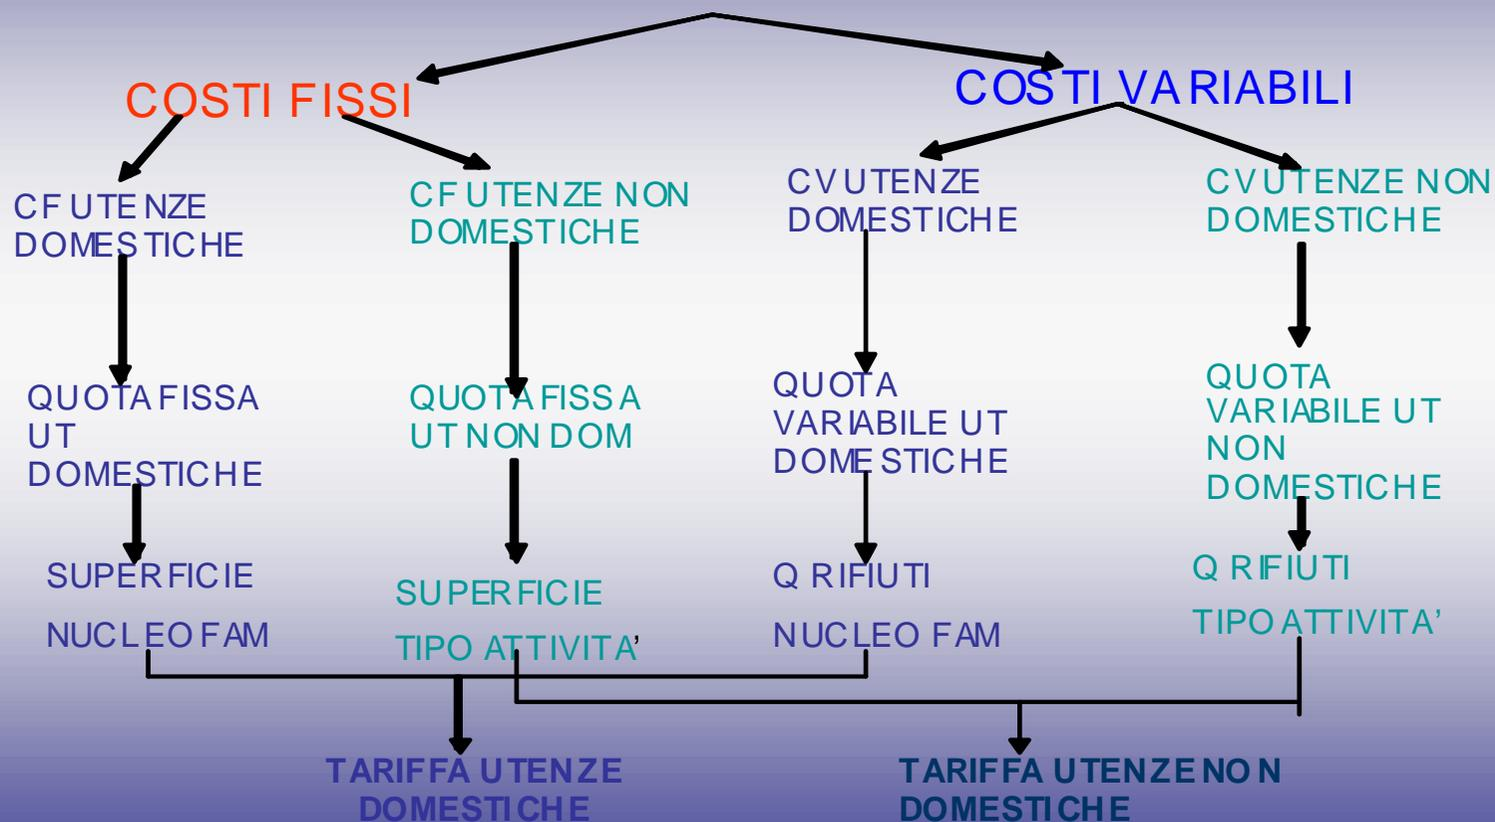 COSTI FISSI
COSTI VARIABILI
CF UTENZE
DOMESTICHE
CF UTENZE NON
DOMESTICHE
CV UTENZE
DOMESTICHE
CV UTENZE NON
DOMESTICHE
QUOTA FISSA
UT
DOMESTICHE
QUOTA FISSA
UT NON DOM
QUOTA
VARIABILE UT
DOMESTICHE
QUOTA
VARIABILE UT
NON
DOMESTICHE
SUPERFICIE
NUCLEO FAM
SUPERFICIE
TIPO ATTIVITA’
Q RIFIUTI
NUCLEO FAM
Q RIFIUTI
TIPO ATTIVITA’
TARIFFA UTENZE
DOMESTICHE
TARIFFA UTENZE NON
DOMESTICHE